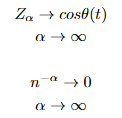 Z_α → cosθ(t)
α → ∞
n^{−α} → 0
α → ∞